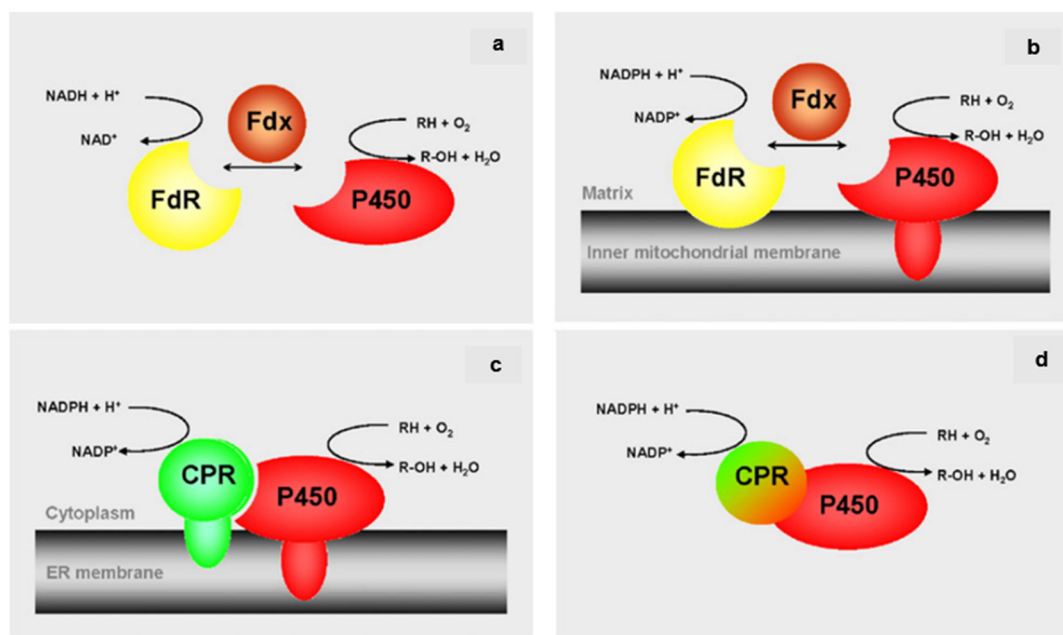 a
NADH + H⁺
NAD⁺
Fdx
RH + O₂
R-OH + H₂O
FdR
P450
b
NADPH + H⁺
NADP⁺
Fdx
RH + O₂
R-OH + H₂O
FdR
P450
Matrix
Inner mitochondrial membrane
c
NADPH + H⁺
NADP⁺
RH + O₂
R-OH + H₂O
CPR
P450
Cytoplasm
ER membrane
d
NADPH + H⁺
NADP⁺
RH + O₂
R-OH + H₂O
CPR
P450